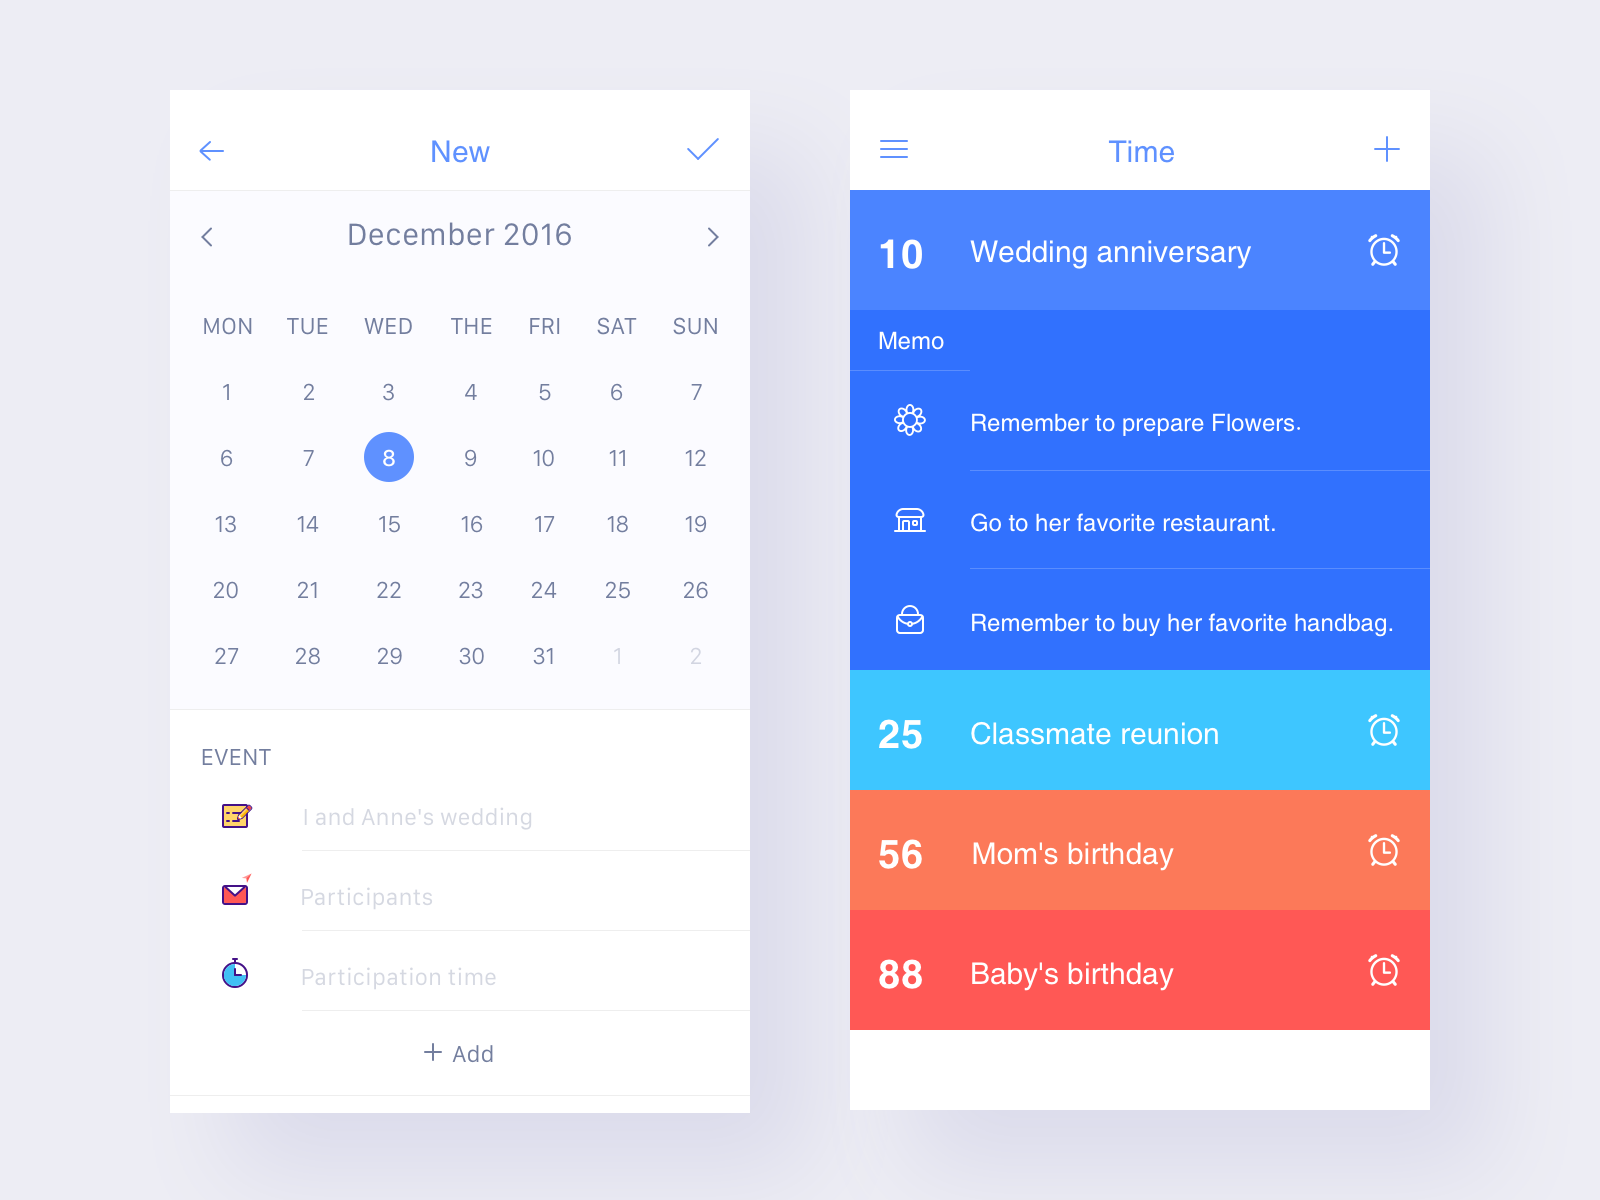 New
December 2016
MON TUE WED THE FRI SAT SUN
1 2 3 4 5 6 7
6 7 8 9 10 11 12
13 14 15 16 17 18 19
20 21 22 23 24 25 26
27 28 29 30 31 1 2
EVENT
I and Anne's wedding
Participants
Participation time
+ Add
Time
10 Wedding anniversary
Memo
Remember to prepare Flowers.
Go to her favorite restaurant.
Remember to buy her favorite handbag.
25 Classmate reunion
56 Mom's birthday
88 Baby's birthday